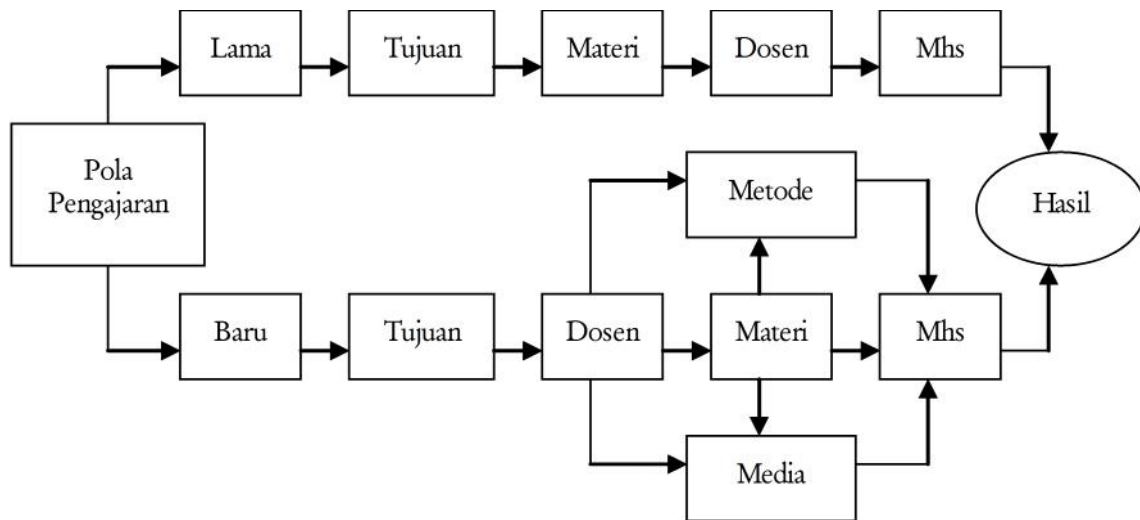 Lama
Tujuan
Materi
Dosen
Mhs
Pola
Pengajaran
Metode
Hasil
Baru
Tujuan
Dosen
Materi
Mhs
Media